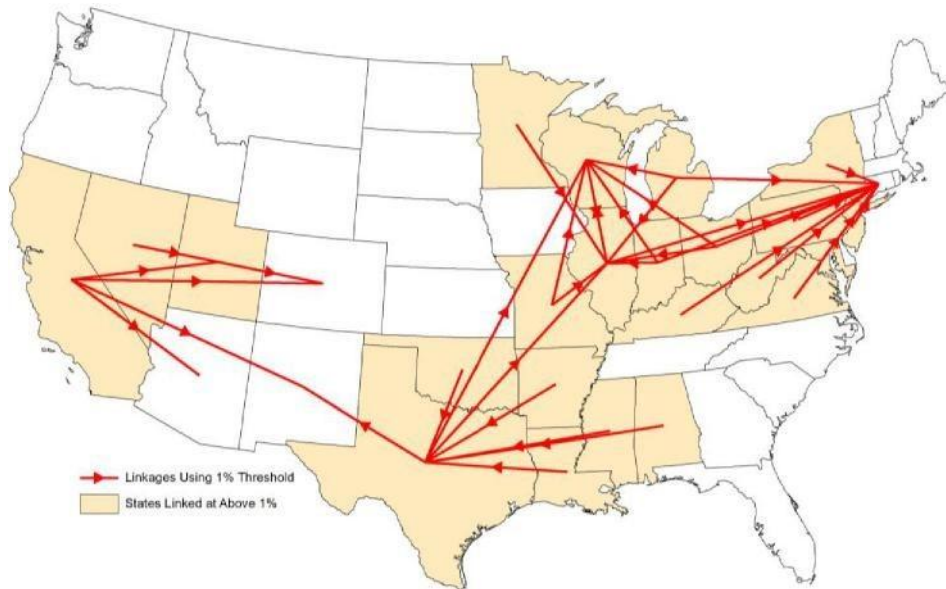 Linkages Using 1% Threshold
States Linked at Above 1%